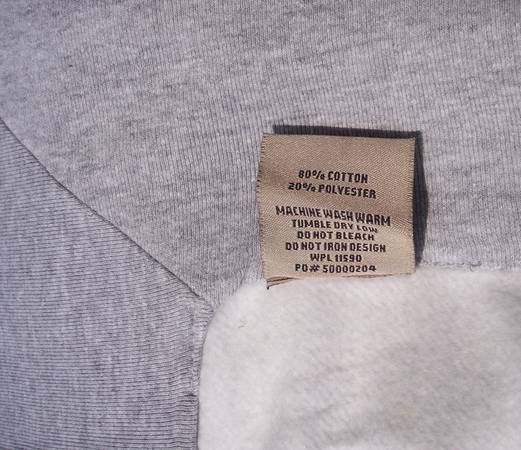 80% COTTON
20% POLYESTER
MACHINE WASH WARM
TUMBLE DRY LOW
DO NOT BLEACH
DO NOT IRON DESIGN
WPL 11590
PO# 50000204